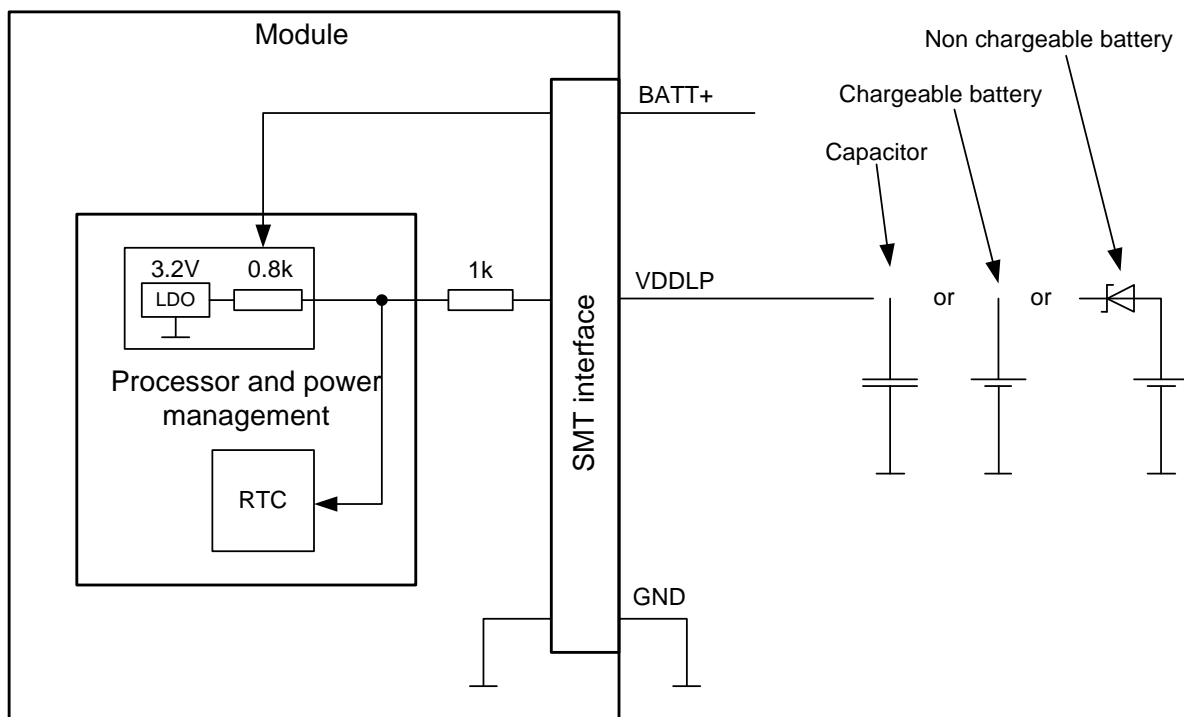 Module
Non chargeable battery
BATT+
Chargeable battery
Capacitor
3.2V
0.8k
1k
VDDLP
LDO
or
or
Processor and power
management
SMT interface
RTC
GND